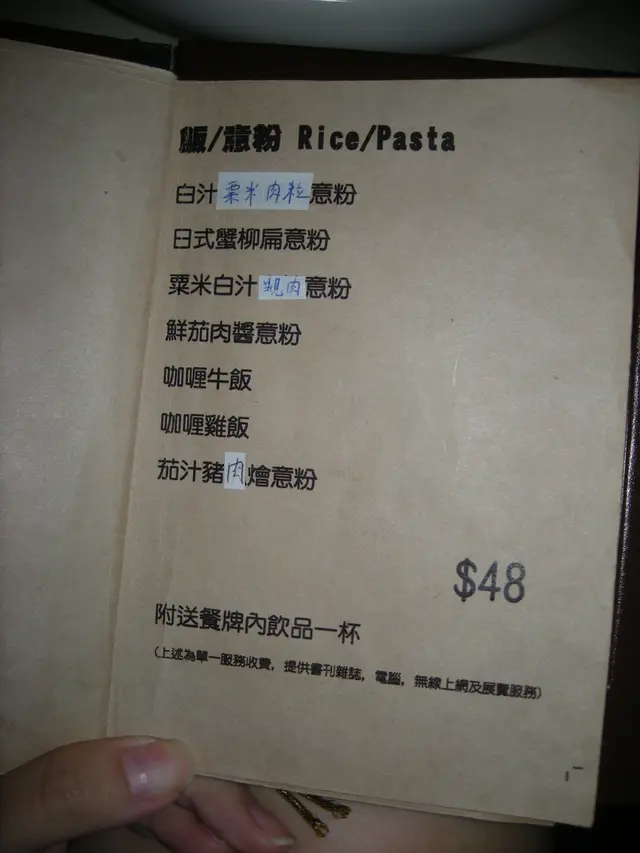 飯/意粉 Rice/Pasta
白汁粟米肉粒意粉
日式蟹柳扁意粉
粟米白汁蜆肉意粉
鮮茄肉醬意粉
咖喱牛飯
咖喱雞飯
茄汁豬肉燴意粉
$48
附送餐牌內飲品一杯
(上述為單一服務收費, 提供書刊雜誌, 電腦, 無線上網及展覽服務)